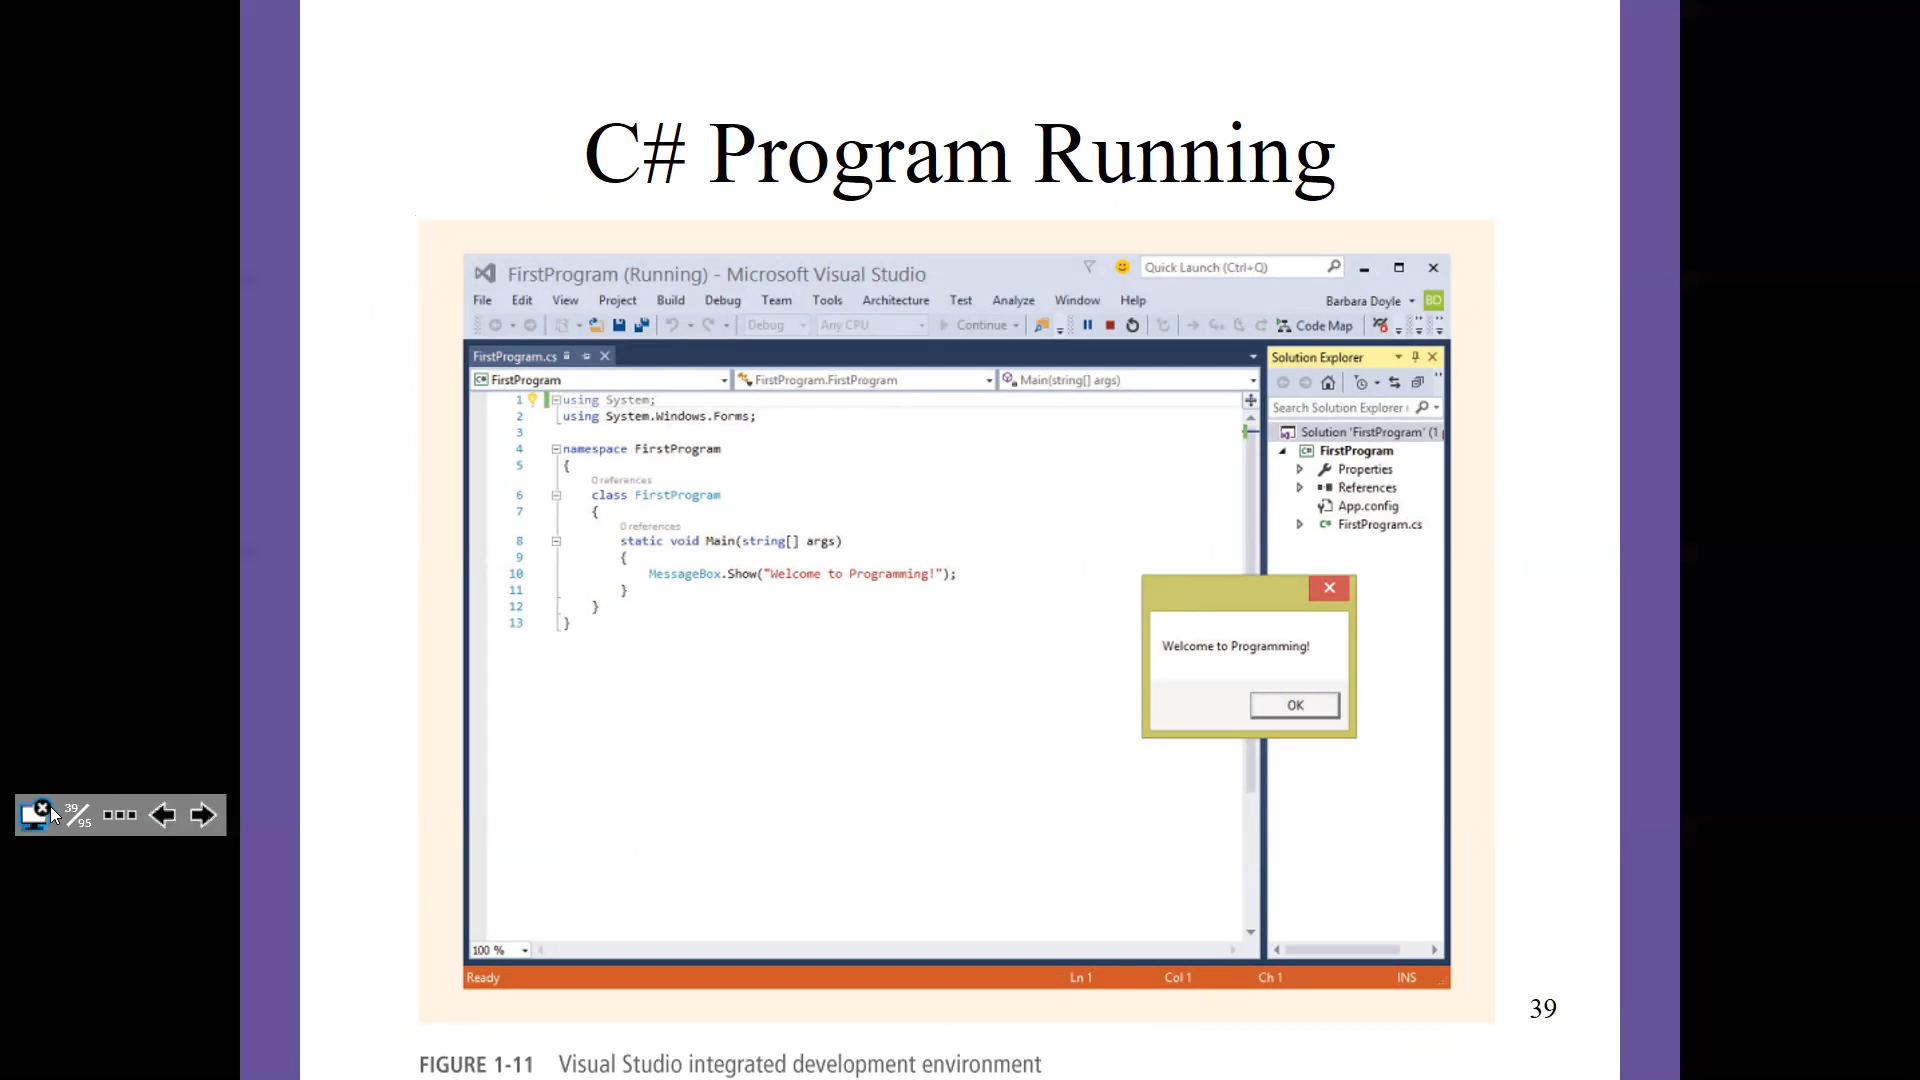 C# Program Running
FirstProgram (Running) - Microsoft Visual Studio
Quick Launch (Ctrl+Q)
File Edit View Project Build Debug Team Tools Architecture Test Analyze Window Help
Barbara Doyle BD
Debug Any CPU Continue Code Map
FirstProgram.cs
FirstProgram FirstProgram.FirstProgram Main(string[] args)
1 using System;
2 using System.Windows.Forms;
3
4 namespace FirstProgram
5 {
0 references
6 class FirstProgram
7 {
0 references
8 static void Main(string[] args)
9 {
10 MessageBox.Show("Welcome to Programming!");
11 }
12 }
13 }
Solution Explorer
Search Solution Explorer
Solution 'FirstProgram' (1
FirstProgram
Properties
References
App.config
FirstProgram.cs
Welcome to Programming!
OK
39/95
100 %
Ready Ln 1 Col 1 Ch 1 INS
39
FIGURE 1-11 Visual Studio integrated development environment